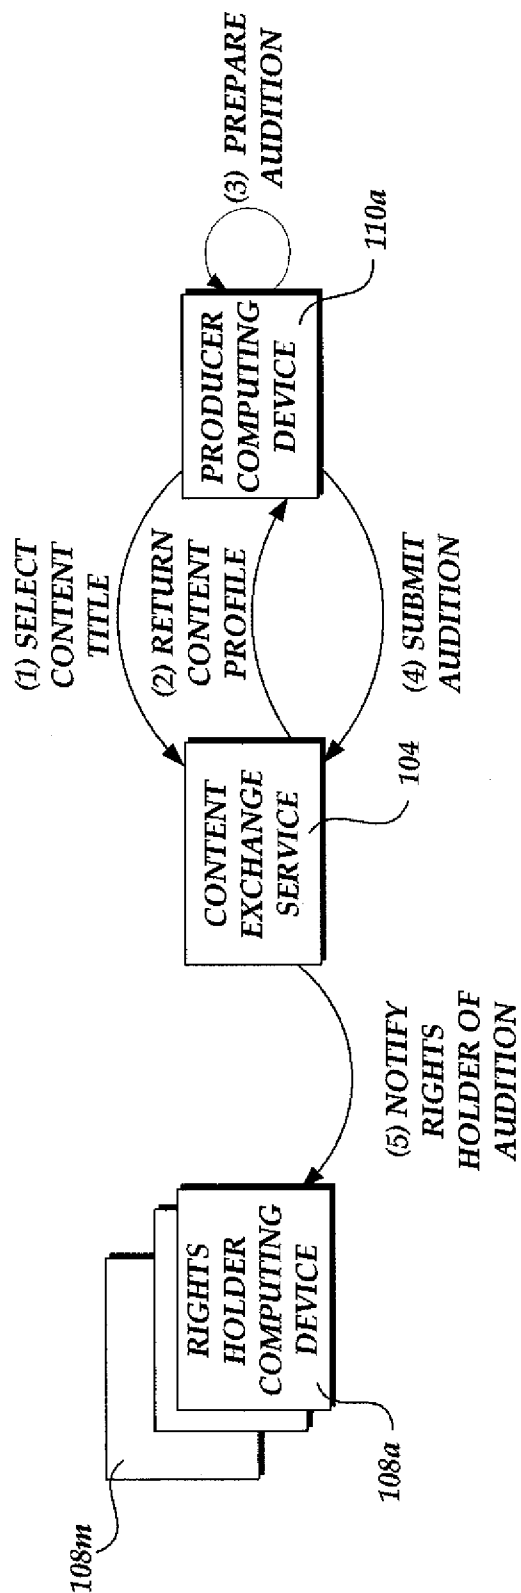 108m
RIGHTS
HOLDER
COMPUTING
DEVICE
108a
(5) NOTIFY
RIGHTS
HOLDER OF
AUDITION
CONTENT
EXCHANGE
SERVICE
104
(1) SELECT
CONTENT
TITLE
(2) RETURN
CONTENT
PROFILE
(4) SUBMIT
AUDITION
PRODUCER
COMPUTING
DEVICE
110a
(3) PREPARE
AUDITION